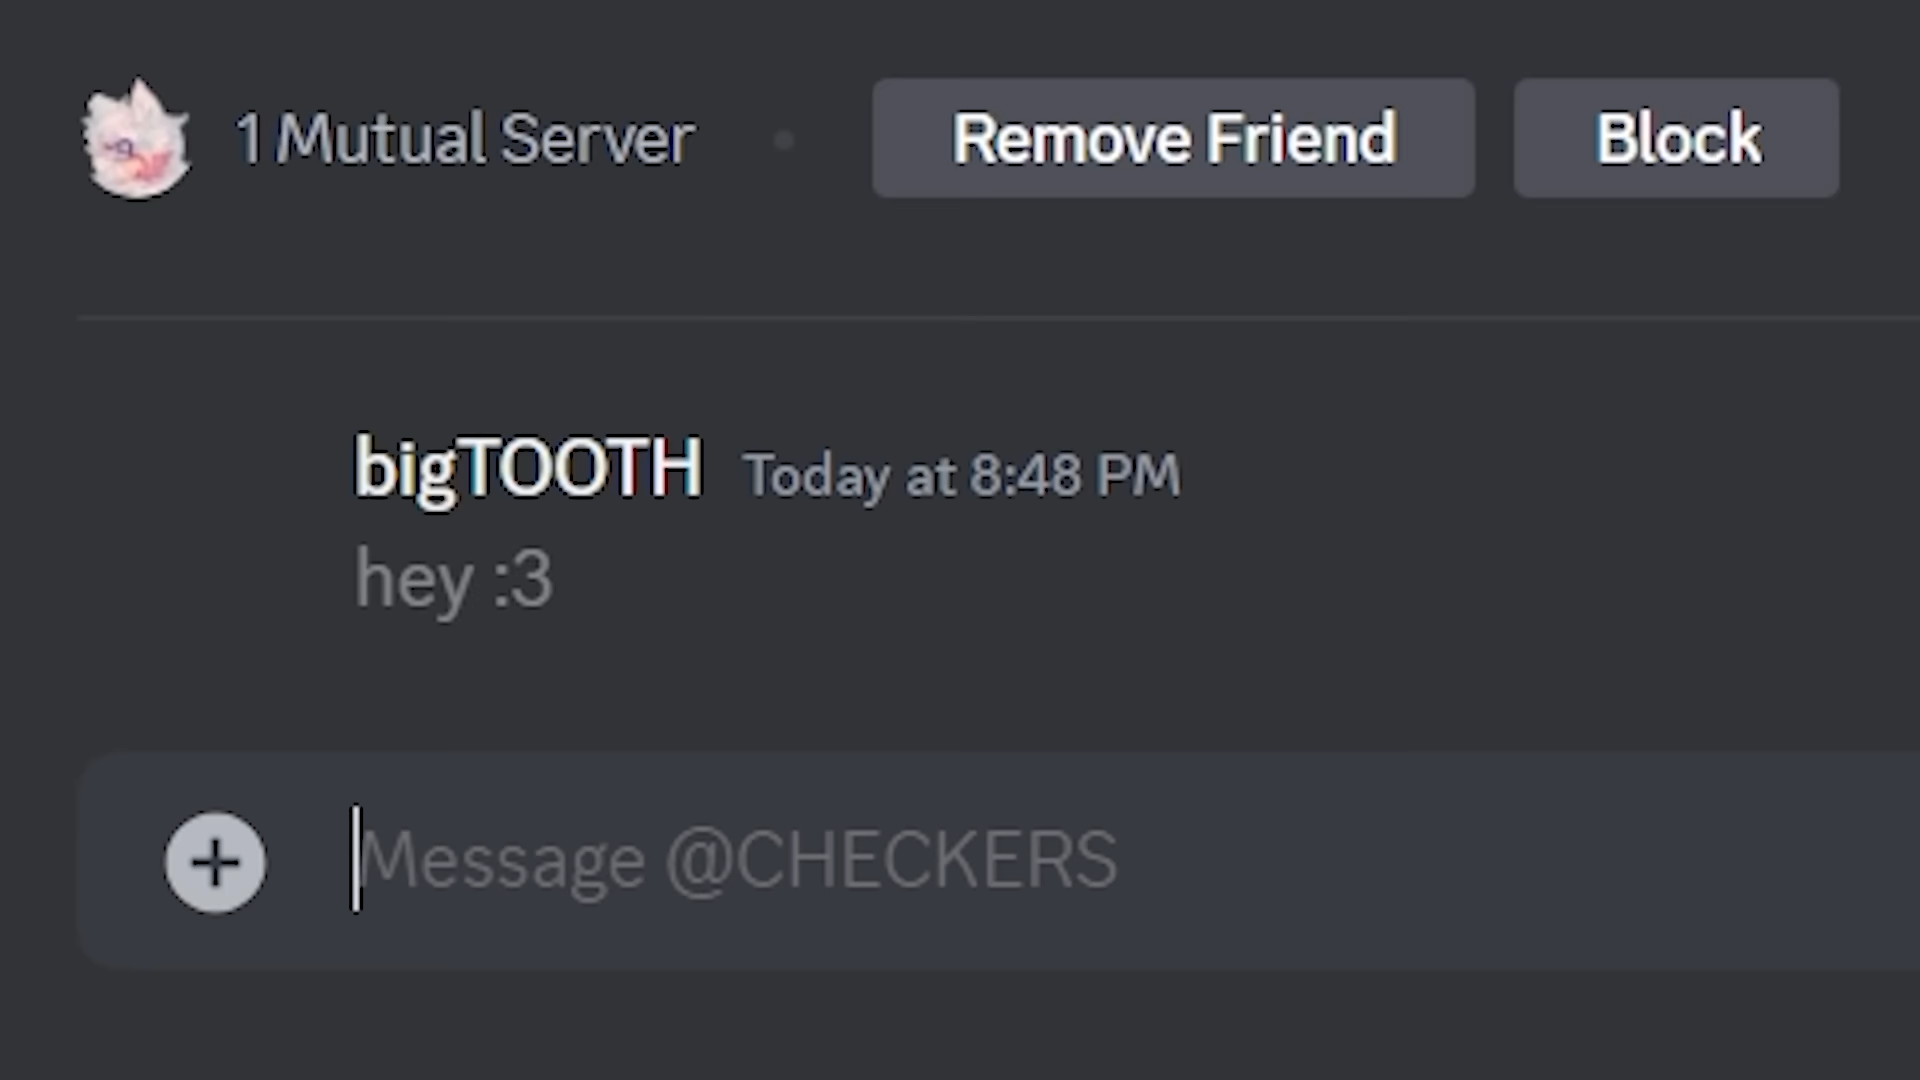 1 Mutual Server
Remove Friend
Block
bigTOOTH Today at 8:48 PM
hey :3
Message @CHECKERS